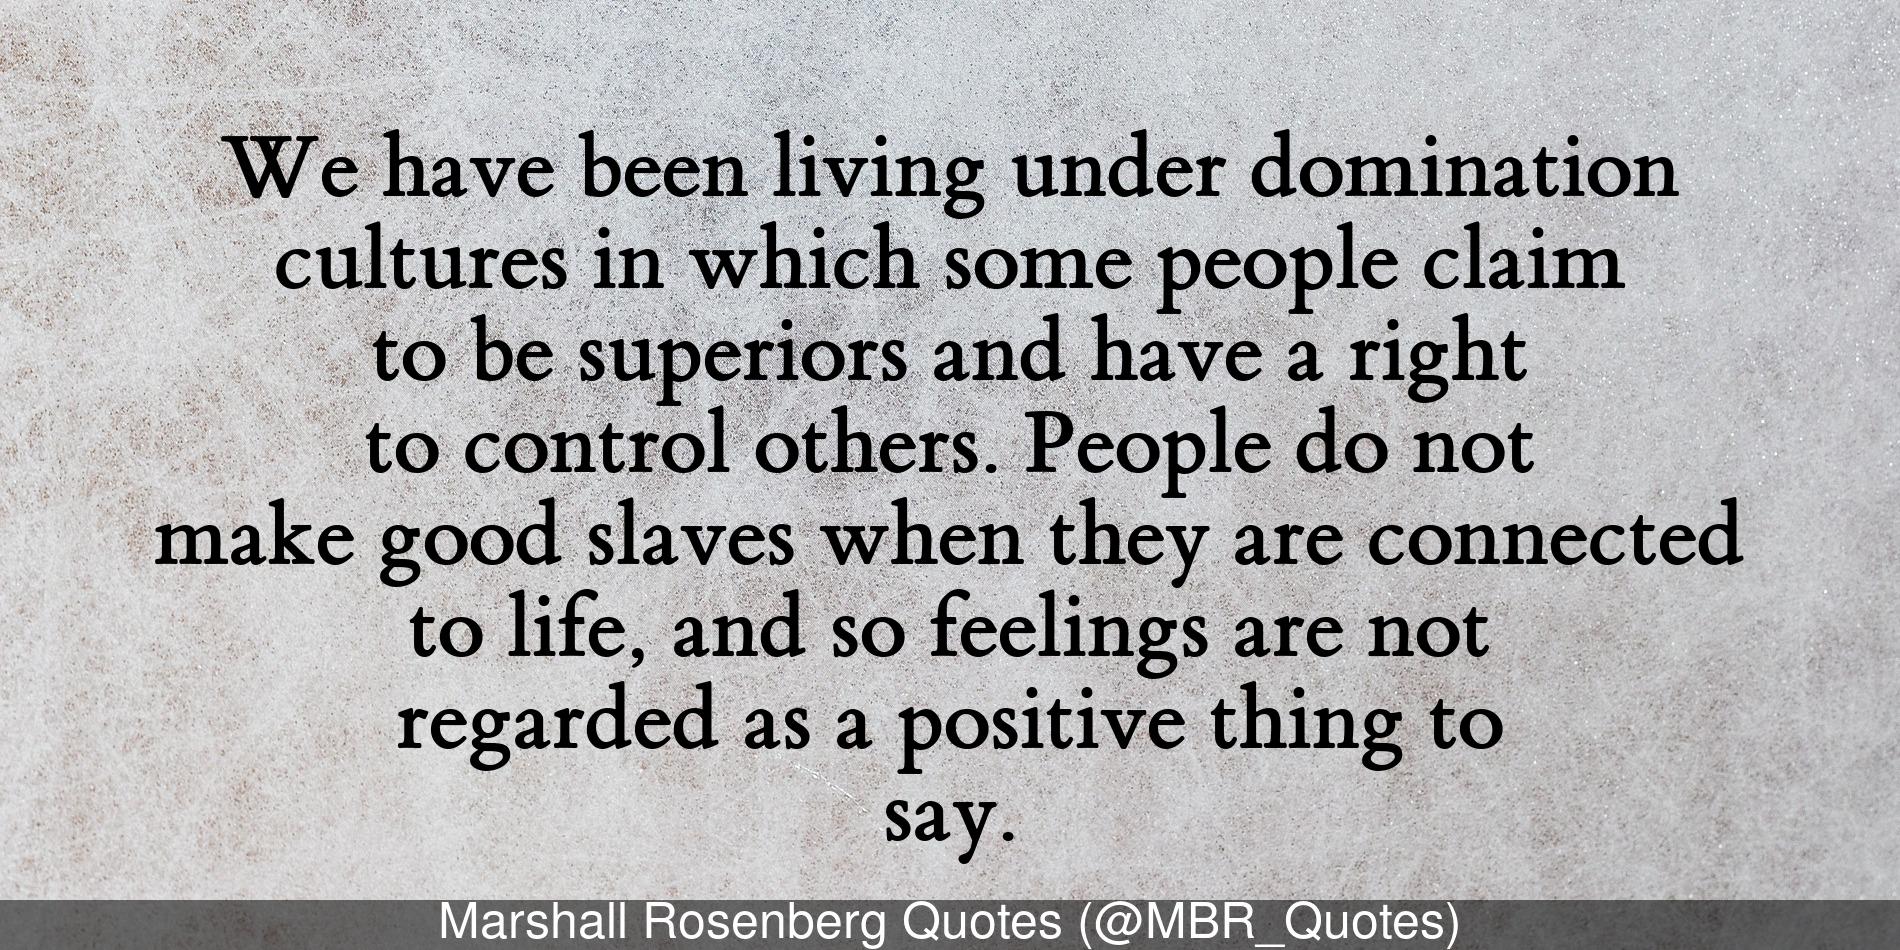 We have been living under domination
cultures in which some people claim
to be superiors and have a right
to control others. People do not
make good slaves when they are connected
to life, and so feelings are not
regarded as a positive thing to
say.
Marshall Rosenberg Quotes (@MBR_Quotes)